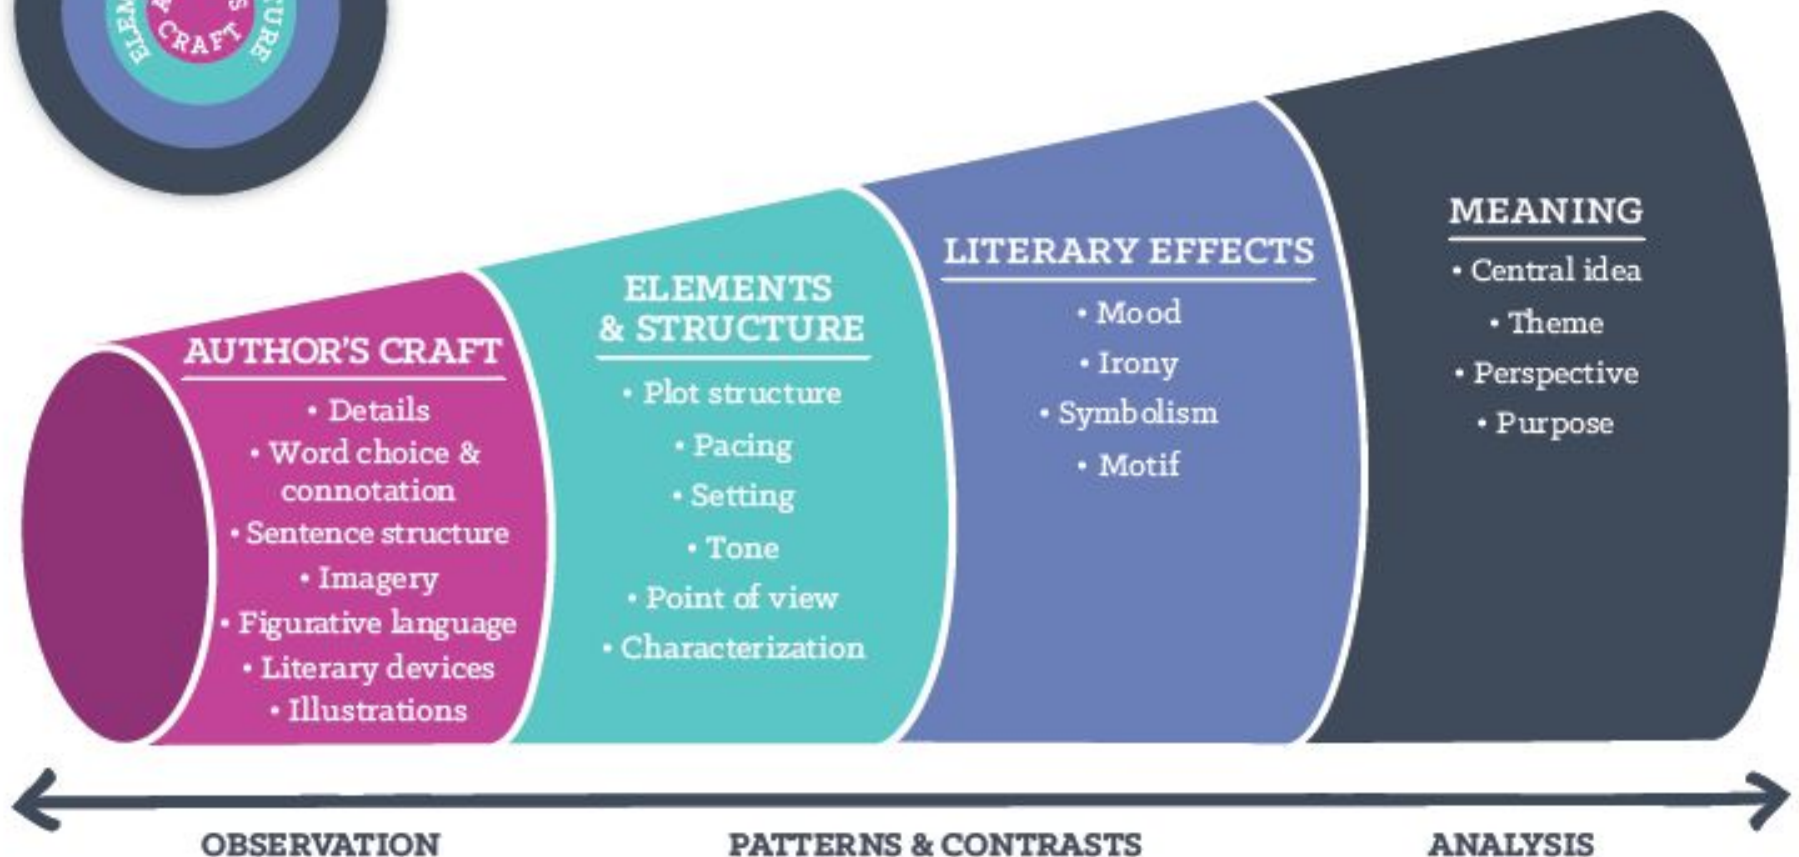 CRAFT
AUTHOR'S CRAFT
• Details
• Word choice &
connotation
• Sentence structure
• Imagery
• Figurative language
• Literary devices
• Illustrations
ELEMENTS
& STRUCTURE
• Plot structure
• Pacing
• Setting
• Tone
• Point of view
• Characterization
LITERARY EFFECTS
• Mood
• Irony
• Symbolism
• Motif
MEANING
• Central idea
• Theme
• Perspective
• Purpose
OBSERVATION
PATTERNS & CONTRASTS
ANALYSIS